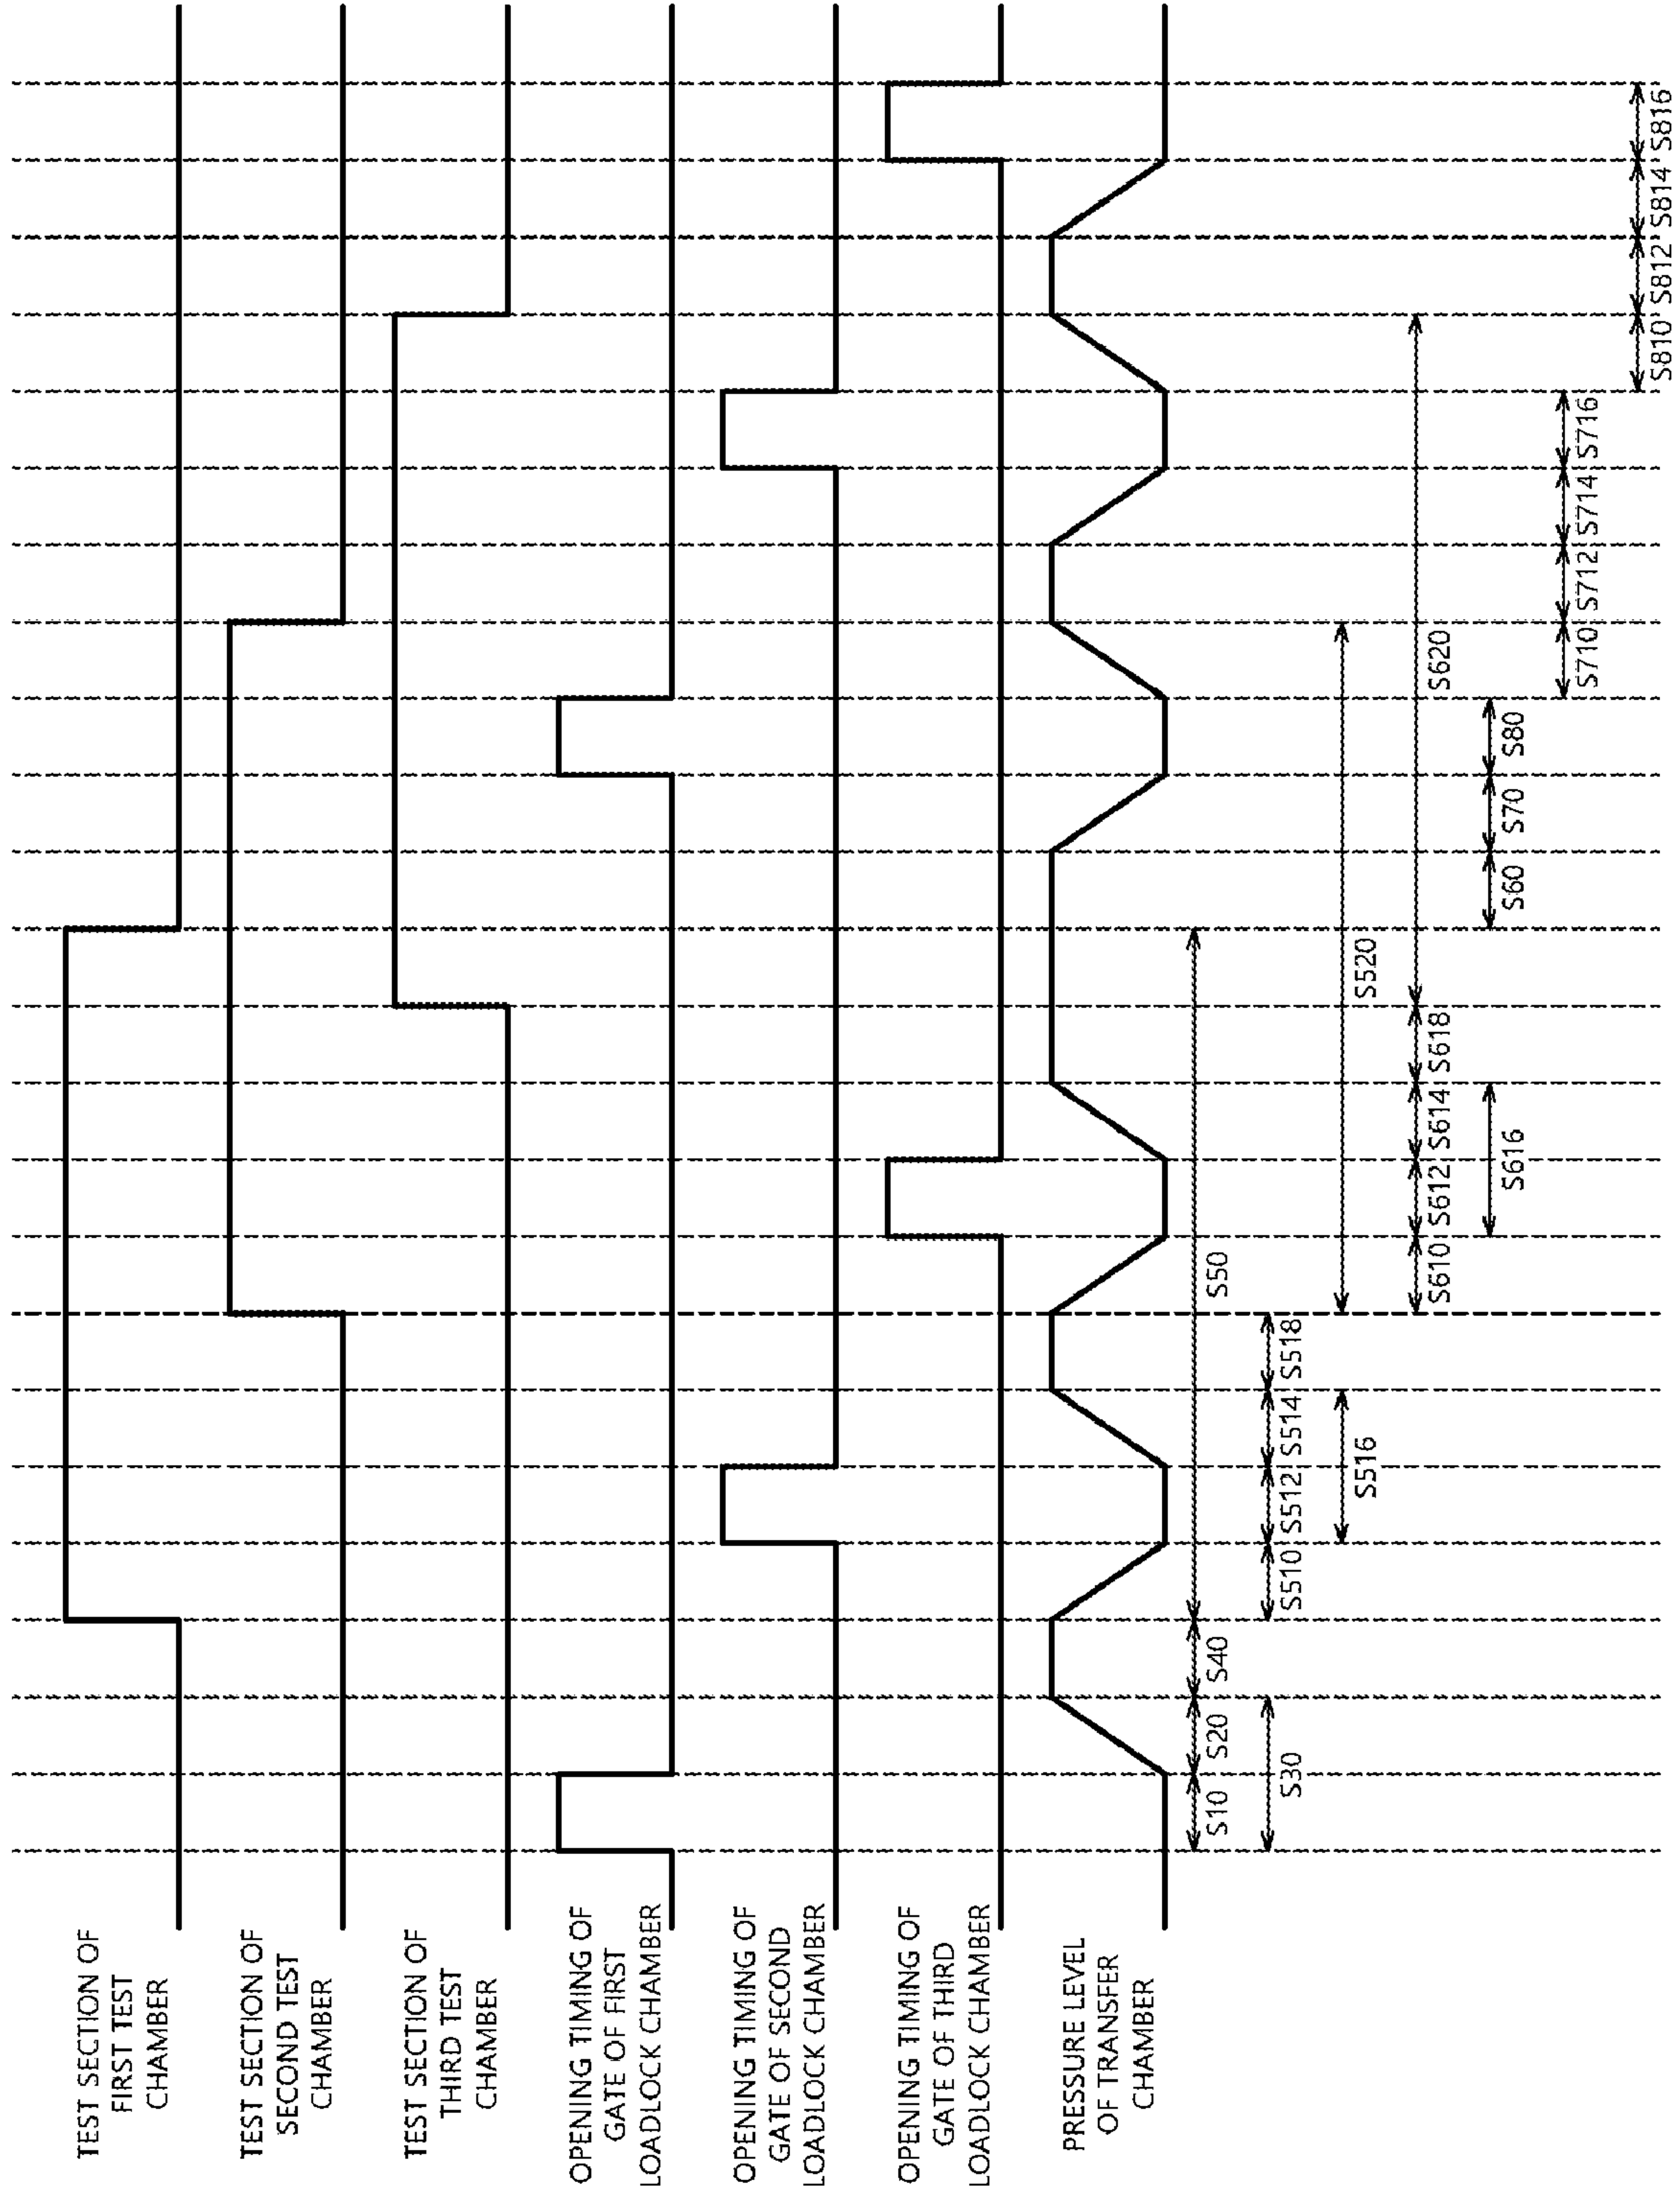 TEST SECTION OF
FIRST TEST
CHAMBER
TEST SECTION OF
SECOND TEST
CHAMBER
TEST SECTION OF
THIRD TEST
CHAMBER
OPENING TIMING OF
GATE OF FIRST
LOADLOCK CHAMBER
OPENING TIMING OF
GATE OF SECOND
LOADLOCK CHAMBER
OPENING TIMING OF
GATE OF THIRD
LOADLOCK CHAMBER
PRESSURE LEVEL
OF TRANSFER
CHAMBER
S10 S20 S40 S50
S30 S510 S512 S514 S518
S516 S520
S610 S612 S614 S618 S620
S616 S60 S70 S80
S710 S712 S714 S716
S810 S812 S814 S816